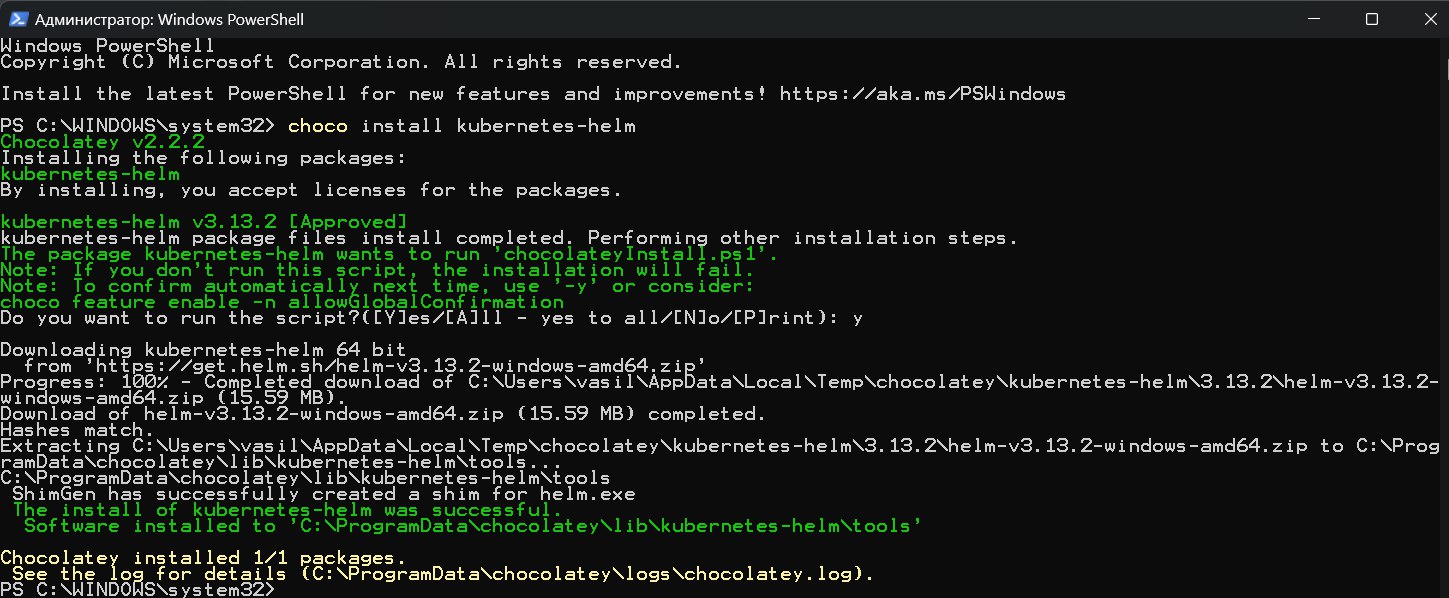 Администратор: Windows PowerShell
Windows PowerShell
Copyright (C) Microsoft Corporation. All rights reserved.
Install the latest PowerShell for new features and improvements! https://aka.ms/PSWindows
PS C:\WINDOWS\system32> choco install kubernetes-helm
Chocolatey v2.2.2
Installing the following packages:
kubernetes-helm
By installing, you accept licenses for the packages.
kubernetes-helm v3.13.2 [Approved]
kubernetes-helm package files install completed. Performing other installation steps.
The package kubernetes-helm wants to run 'chocolateyInstall.ps1'.
Note: If you don't run this script, the installation will fail.
Note: To confirm automatically next time, use '-y' or consider:
choco feature enable -n allowGlobalConfirmation
Do you want to run the script?([Y]es/[A]ll - yes to all/[N]o/[P]rint): y
Downloading kubernetes-helm 64 bit
  from 'https://get.helm.sh/helm-v3.13.2-windows-amd64.zip'
Progress: 100% - Completed download of C:\Users\vasil\AppData\Local\Temp\chocolatey\kubernetes-helm\3.13.2\helm-v3.13.2-
windows-amd64.zip (15.59 MB).
Download of helm-v3.13.2-windows-amd64.zip (15.59 MB) completed.
Hashes match.
Extracting C:\Users\vasil\AppData\Local\Temp\chocolatey\kubernetes-helm\3.13.2\helm-v3.13.2-windows-amd64.zip to C:\Prog
ramData\chocolatey\lib\kubernetes-helm\tools...
C:\ProgramData\chocolatey\lib\kubernetes-helm\tools
 ShimGen has successfully created a shim for helm.exe
 The install of kubernetes-helm was successful.
  Software installed to 'C:\ProgramData\chocolatey\lib\kubernetes-helm\tools'
Chocolatey installed 1/1 packages.
 See the log for details (C:\ProgramData\chocolatey\logs\chocolatey.log).
PS C:\WINDOWS\system32>